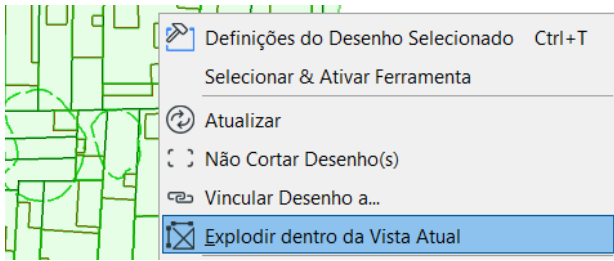 Definições do Desenho Selecionado Ctrl+T
Selecionar & Ativar Ferramenta
Atualizar
Não Cortar Desenho(s)
Vincular Desenho a...
Explodir dentro da Vista Atual